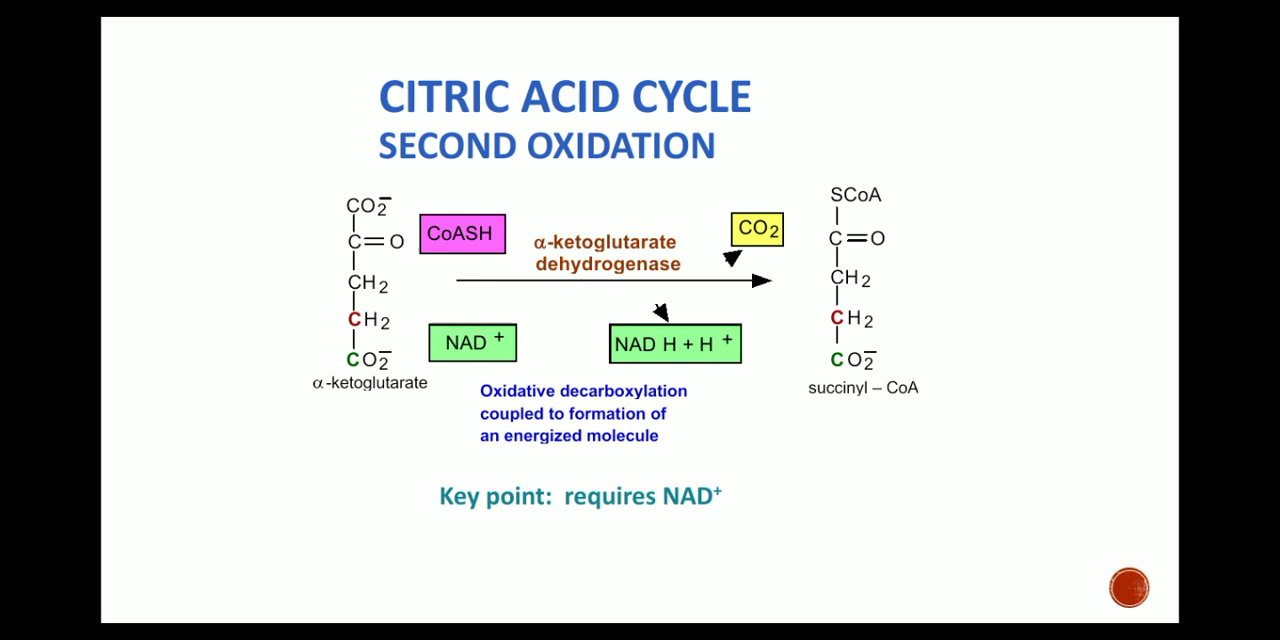 CITRIC ACID CYCLE
SECOND OXIDATION
CO2−
C=O
CH2
CH2
CO2−
α-ketoglutarate
CoASH
NAD +
α-ketoglutarate
dehydrogenase
CO2
NAD H + H +
Oxidative decarboxylation
coupled to formation of
an energized molecule
SCoA
C=O
CH2
CH2
CO2−
succinyl – CoA
Key point: requires NAD+